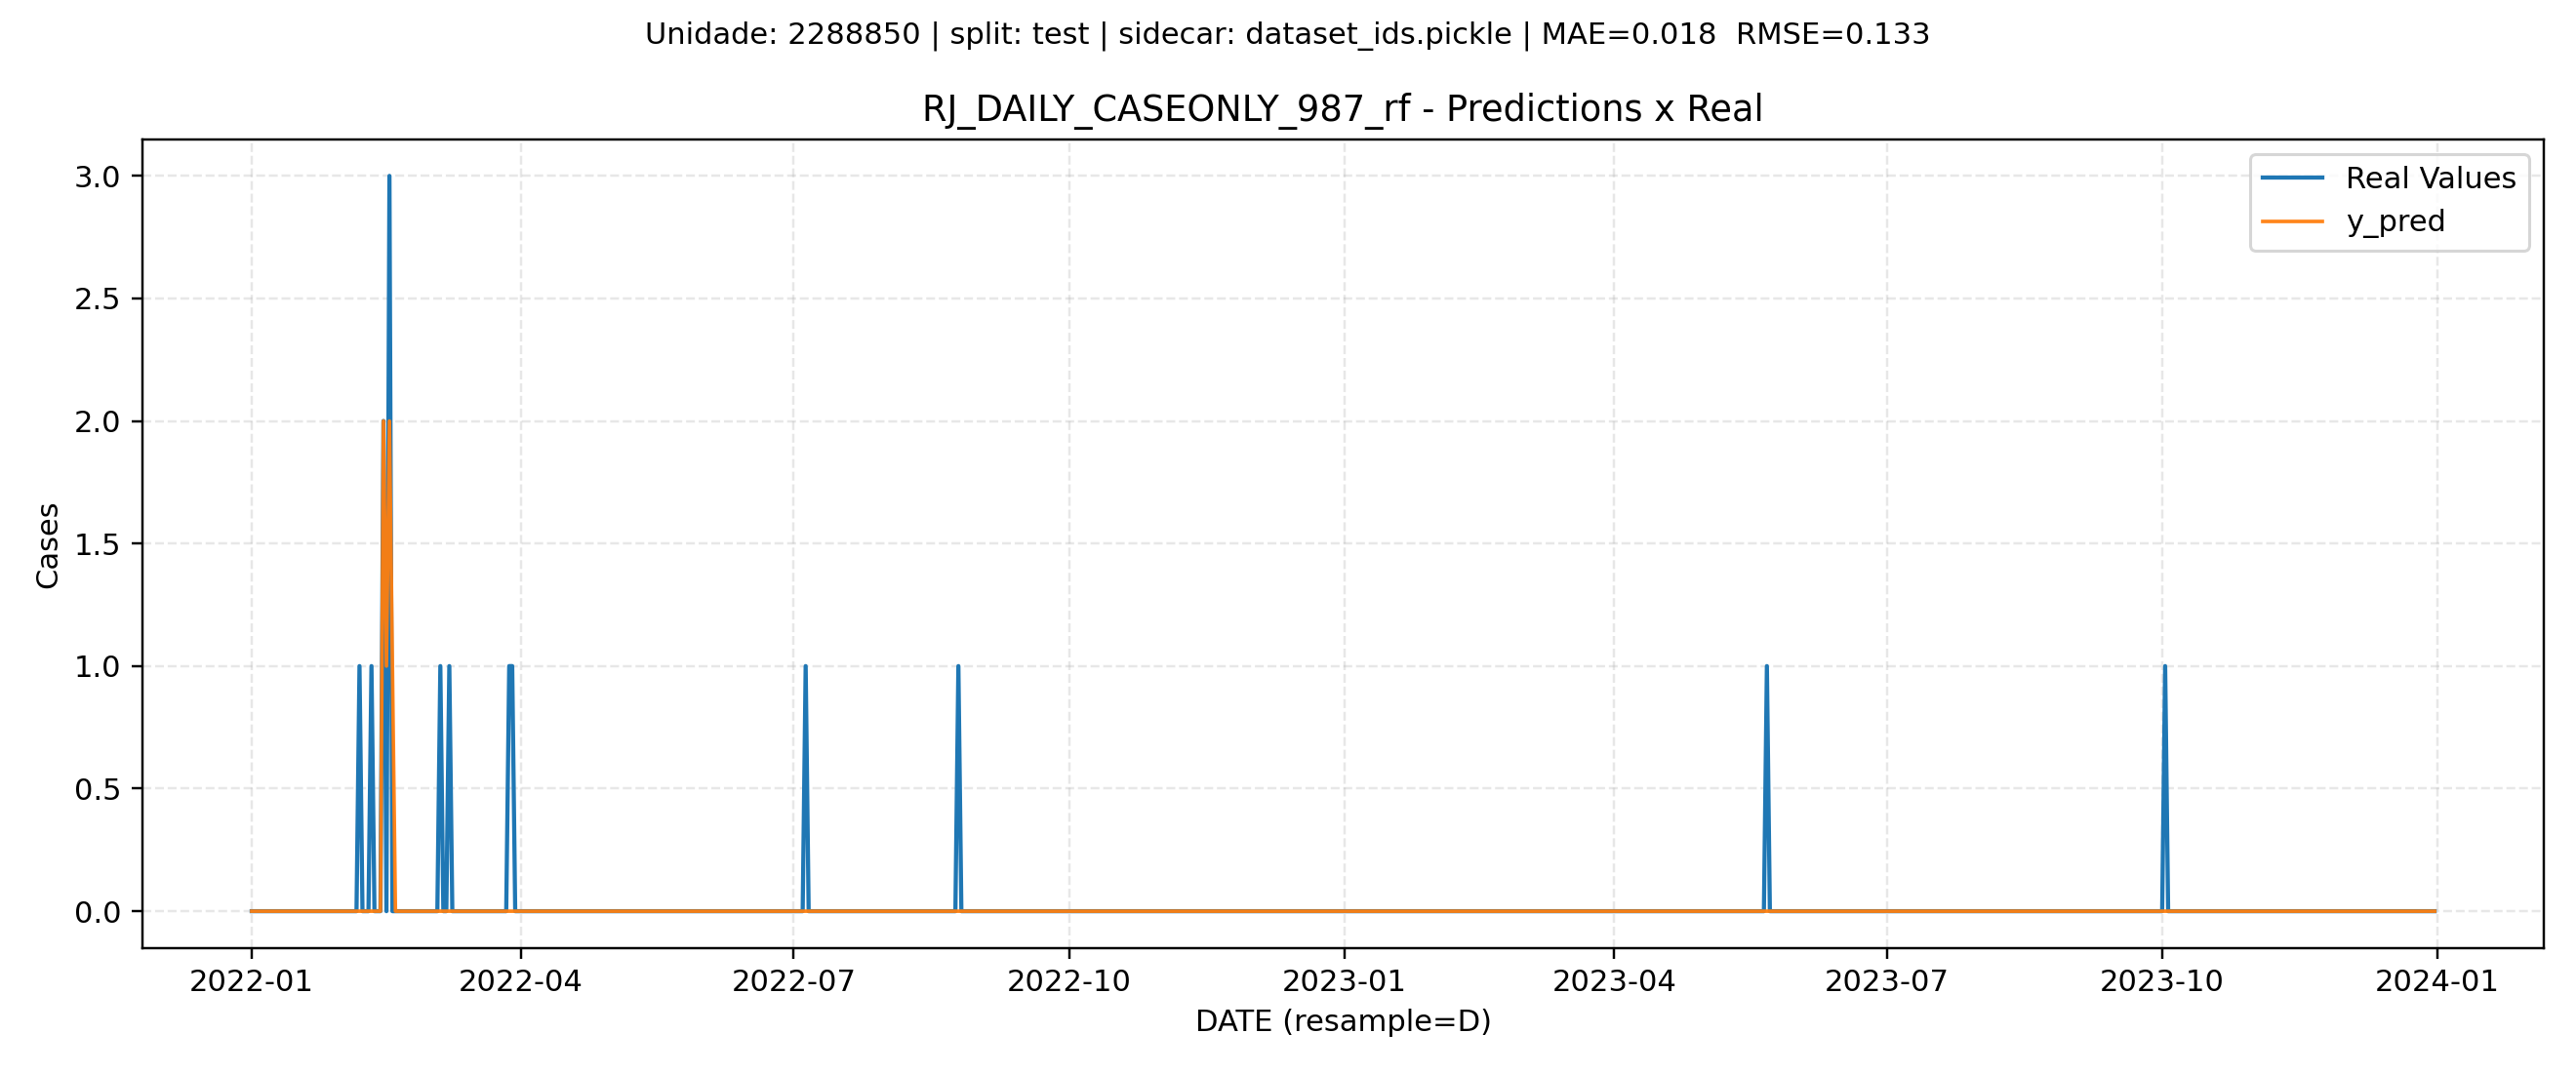 Unidade: 2288850 | split: test | sidecar: dataset_ids.pickle | MAE=0.018  RMSE=0.133
RJ_DAILY_CASEONLY_987_rf - Predictions x Real
Real Values
y_pred
Cases
3.0
2.5
2.0
1.5
1.0
0.5
0.0
2022-01 2022-04 2022-07 2022-10 2023-01 2023-04 2023-07 2023-10 2024-01
DATE (resample=D)